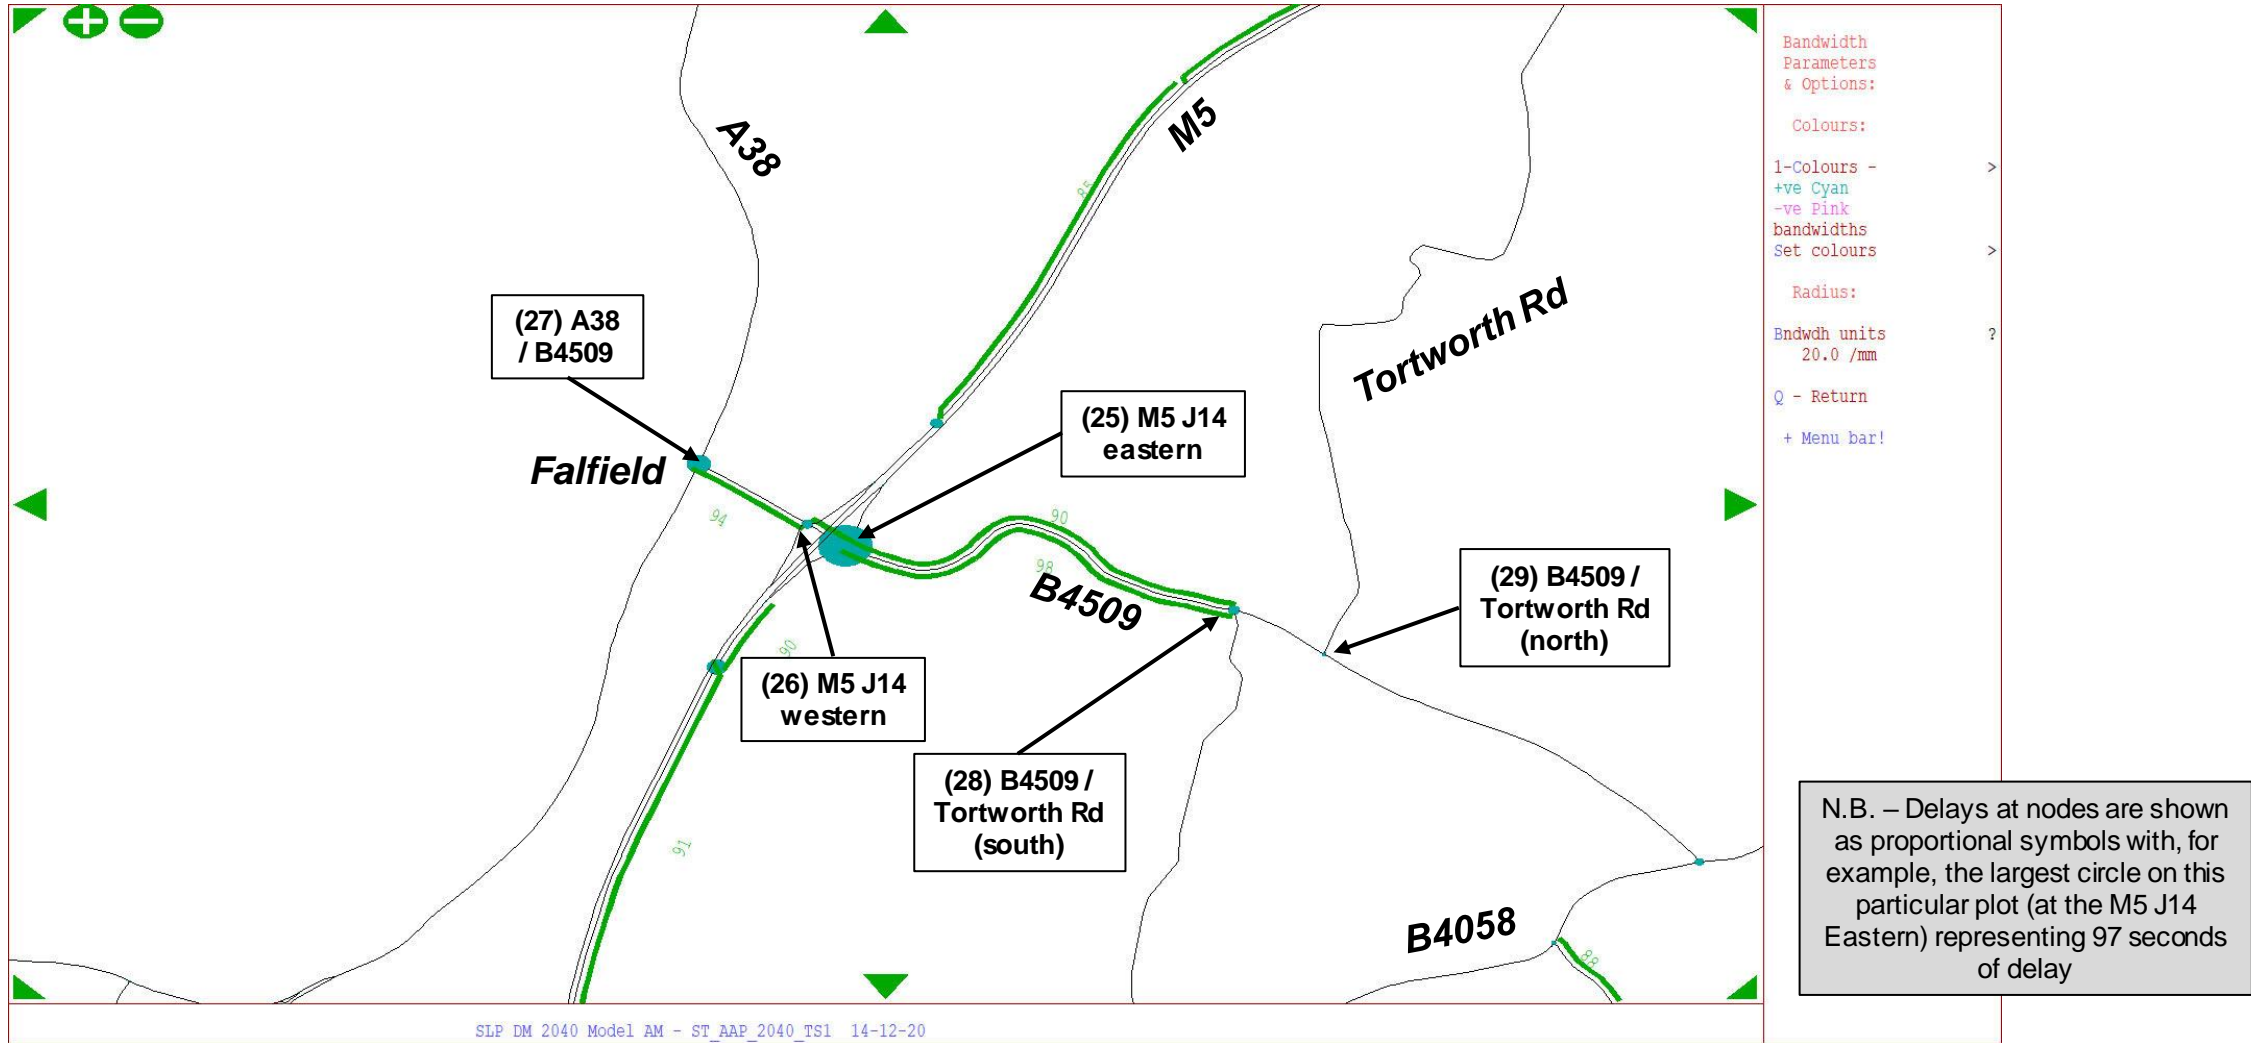 A38
M5
85
Tortworth Rd
(27) A38
/ B4509
Falfield
(25) M5 J14
eastern
94
90
98
B4509
(29) B4509 /
Tortworth Rd
(north)
90
(26) M5 J14
western
(28) B4509 /
Tortworth Rd
(south)
91
B4058
88
SLP DM 2040 Model AM - ST_AAP_2040_TS1 14-12-20
Bandwidth
Parameters
& Options:
Colours:
1-Colours - >
+ve Cyan
-ve Pink
bandwidths
Set colours >
Radius:
Bndwdh units ?
20.0 /mm
Q - Return
+ Menu bar!
N.B. – Delays at nodes are shown
as proportional symbols with, for
example, the largest circle on this
particular plot (at the M5 J14
Eastern) representing 97 seconds
of delay